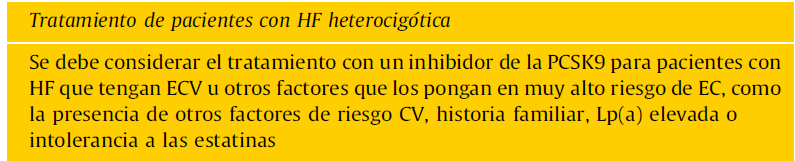 Tratamiento de pacientes con HF heterocigótica
Se debe considerar el tratamiento con un inhibidor de la PCSK9 para pacientes con
HF que tengan ECV u otros factores que los pongan en muy alto riesgo de EC, como
la presencia de otros factores de riesgo CV, historia familiar, Lp(a) elevada o
intolerancia a las estatinas